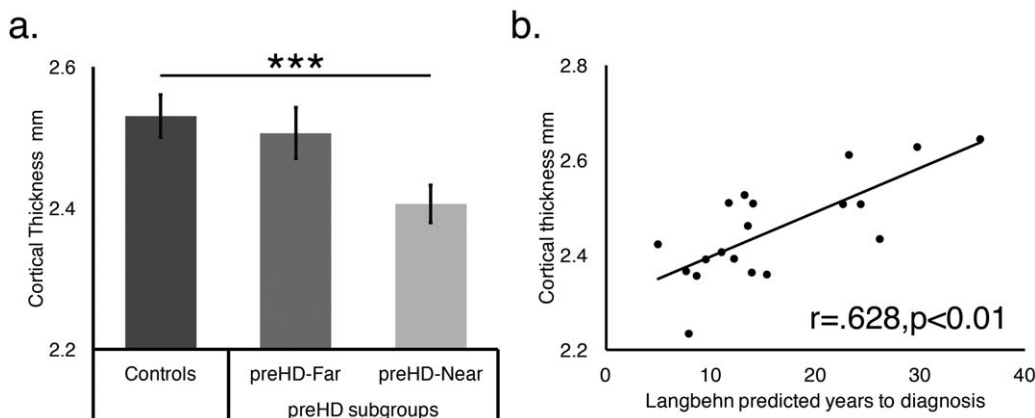 a.
Cortical Thickness mm
2.6
2.4
2.2
***
Controls
preHD-Far
preHD-Near
preHD subgroups
b.
Cortical thickness mm
2.8
2.6
2.4
2.2
r=.628,p<0.01
0 10 20 30 40
Langbehn predicted years to diagnosis